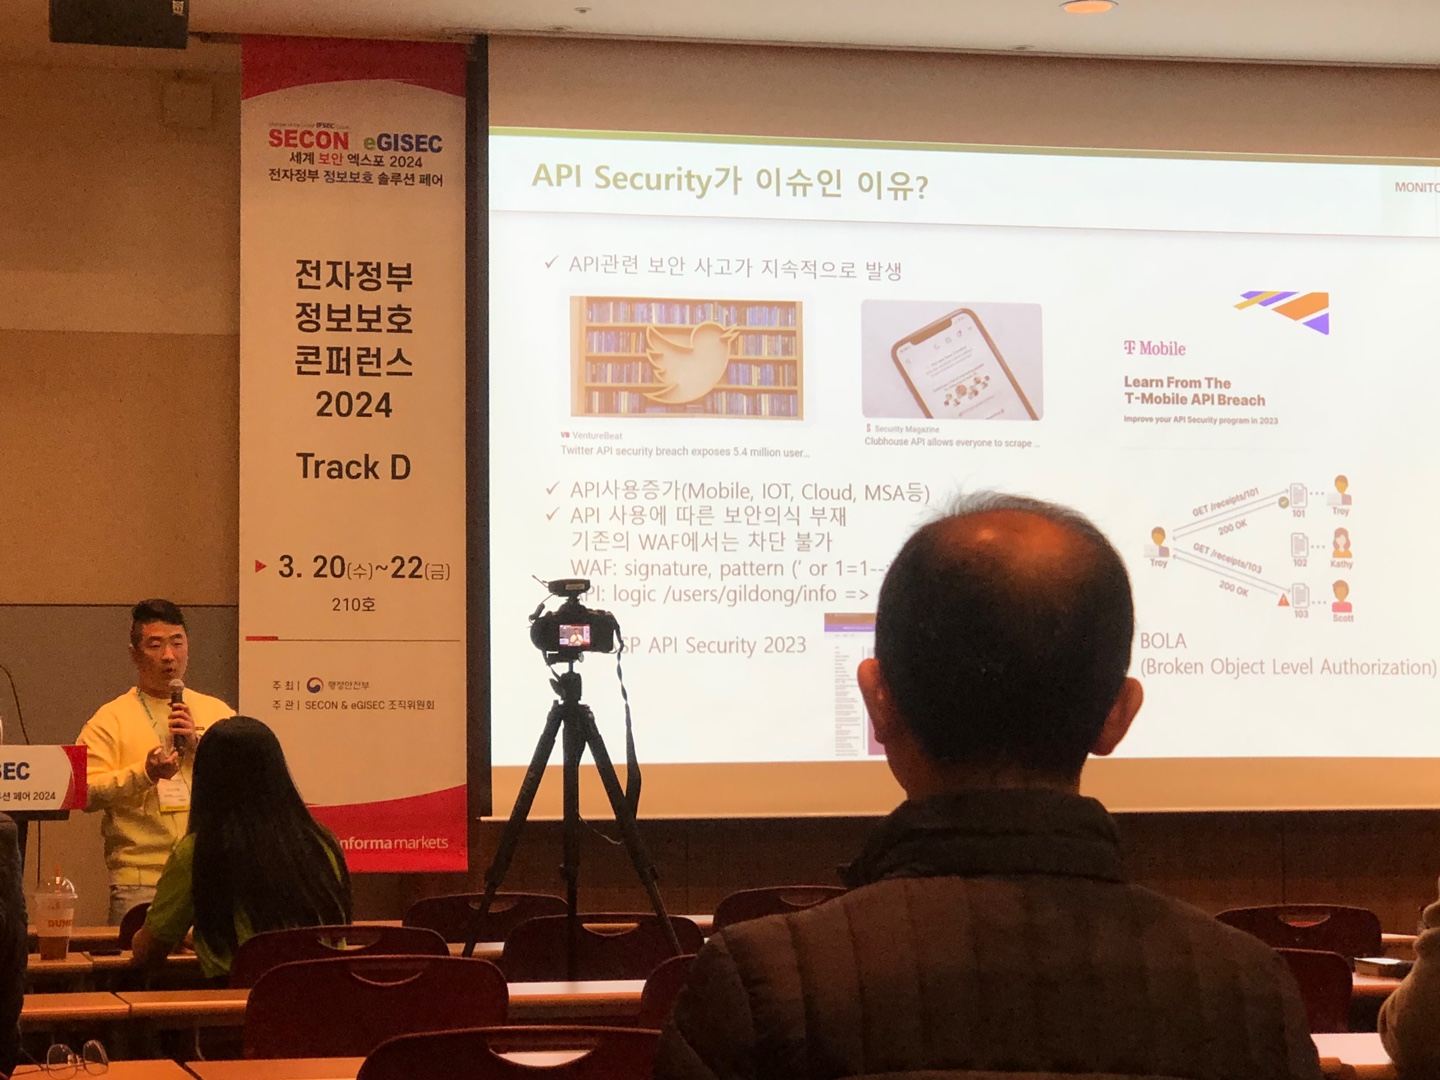 SECON eGISEC
세계 보안 엑스포 2024
전자정부 정보보호 솔루션 페어
전자정부
정보보호
콘퍼런스
2024
Track D
3. 20(수)~22(금)
210호
주 최 | 행정안전부
주 관 | SECON & eGISEC 조직위원회
informa markets
SEC
션 페어 2024
API Security가 이슈인 이유?
MONITO
✓ API관련 보안 사고가 지속적으로 발생
VB VentureBeat
Twitter API security breach exposes 5.4 million user...
Security Magazine
Clubhouse API allows everyone to scrape ...
T Mobile
Learn From The
T-Mobile API Breach
Improve your API Security program in 2023
✓ API사용증가(Mobile, IOT, Cloud, MSA등)
✓ API 사용에 따른 보안의식 부재
기존의 WAF에서는 차단 불가
WAF: signature, pattern (' or 1=1--
PI: logic /users/gildong/info =>
SP API Security 2023
GET /receipts/101
200 OK
GET /receipts/103
200 OK
Troy
101
Troy
102
Kathy
103
Scott
BOLA
(Broken Object Level Authorization)